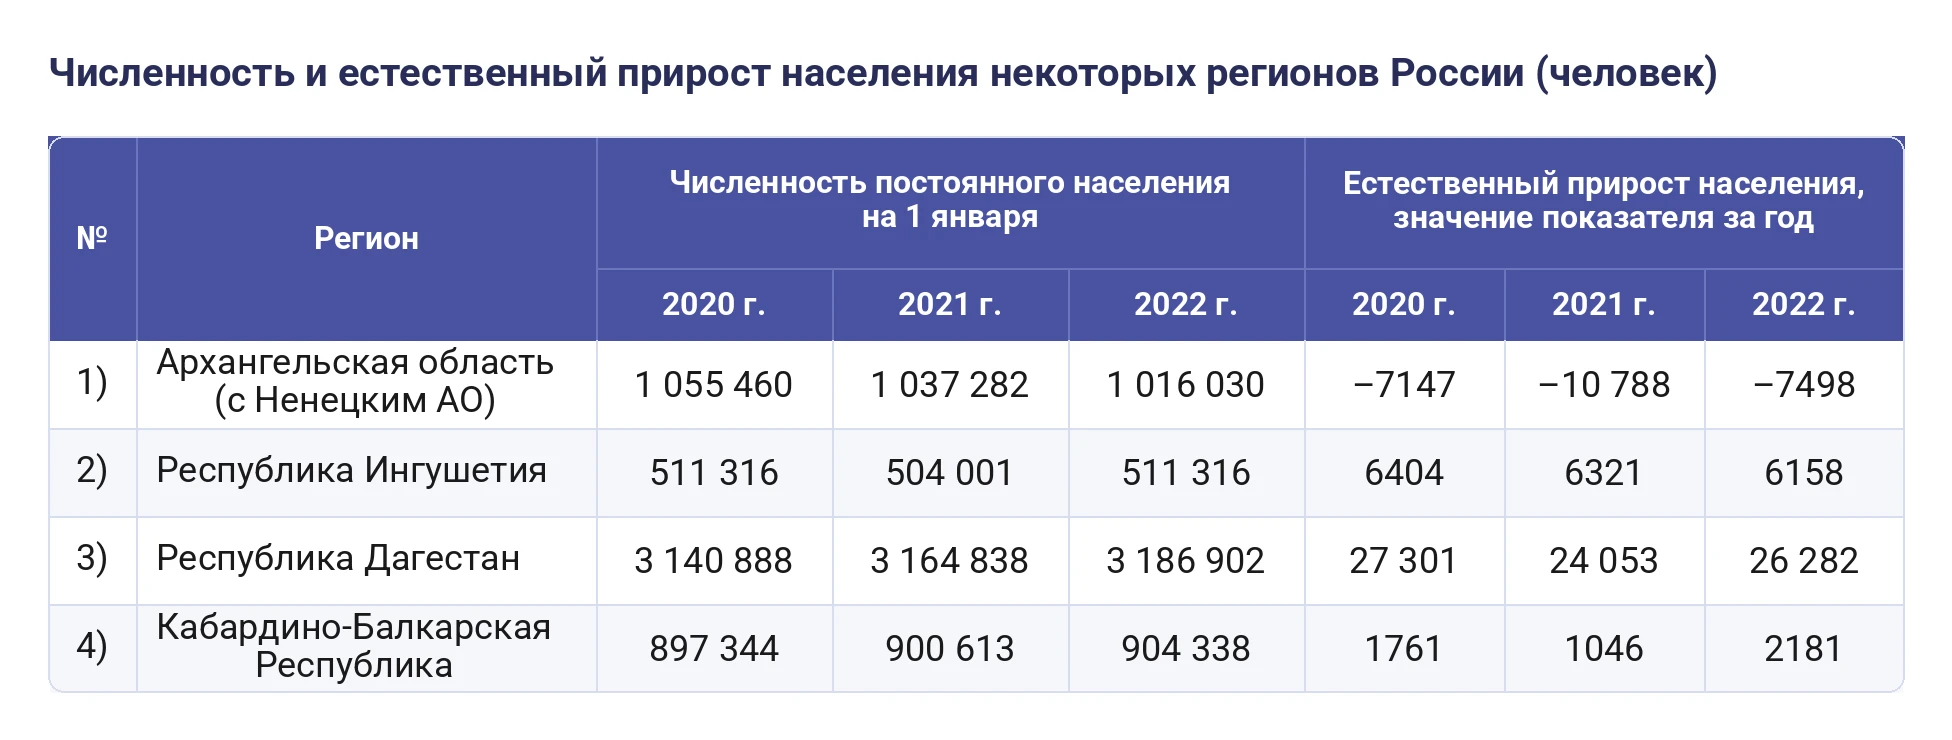 Численность и естественный прирост населения некоторых регионов России (человек)
№
Регион
Численность постоянного населения
на 1 января
Естественный прирост населения,
значение показателя за год
2020 г. 2021 г. 2022 г. 2020 г. 2021 г. 2022 г.
1) Архангельская область
(с Ненецким АО) 1 055 460 1 037 282 1 016 030 –7147 –10 788 –7498
2) Республика Ингушетия 511 316 504 001 511 316 6404 6321 6158
3) Республика Дагестан 3 140 888 3 164 838 3 186 902 27 301 24 053 26 282
4) Кабардино-Балкарская
Республика 897 344 900 613 904 338 1761 1046 2181